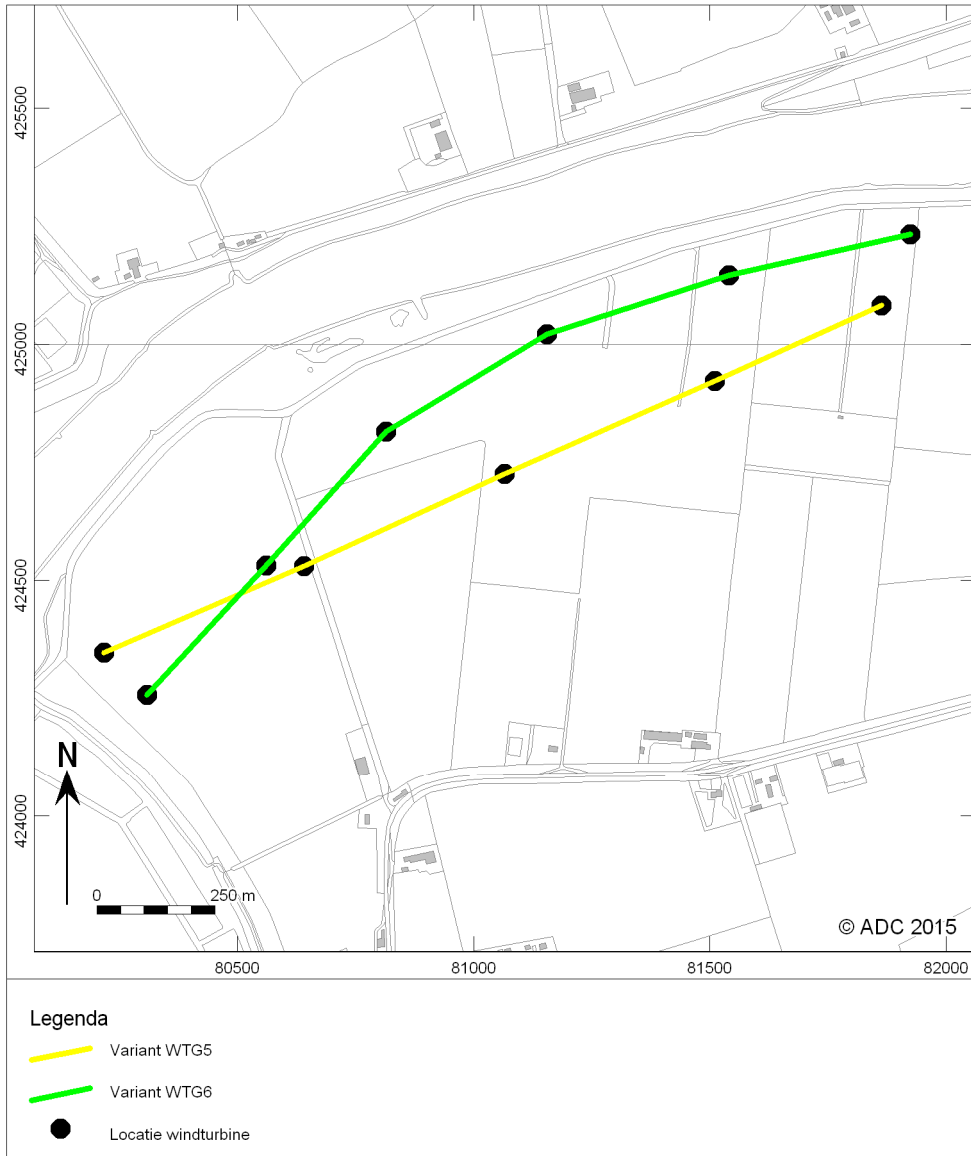 425500
425000
424500
424000
N
0 250 m
© ADC 2015
80500 81000 81500 82000
Legenda
Variant WTG5
Variant WTG6
Locatie windturbine